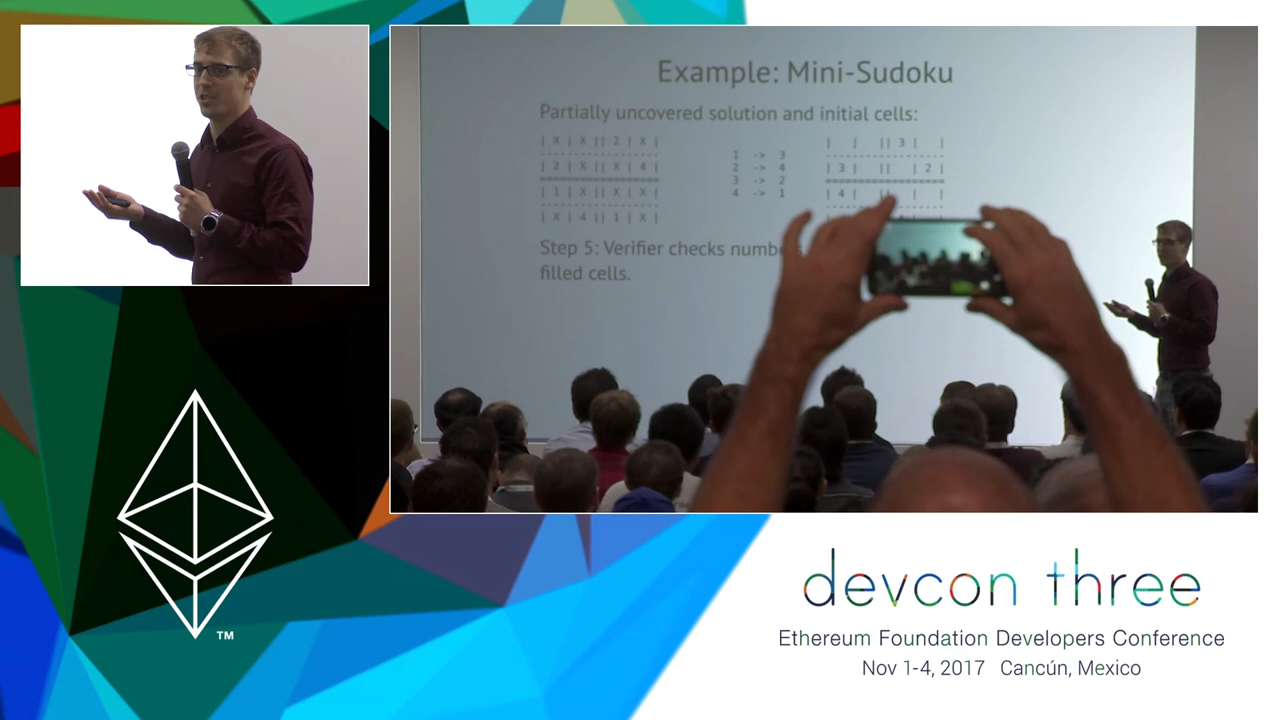 Example: Mini-Sudoku
Partially uncovered solution and initial cells:
| X | X || 2 | X |
| 2 | X || X | 4 |
| 1 | X || X | X |
| X | 4 || 1 | X |
1 -> 3
2 -> 4
3 -> 2
4 -> 1
| | || 3 | |
| 3 | || | 2 |
| 4 | || | |
Step 5: Verifier checks
filled cells.
TM
devcon three
Ethereum Foundation Developers Conference
Nov 1-4, 2017 Cancún, Mexico